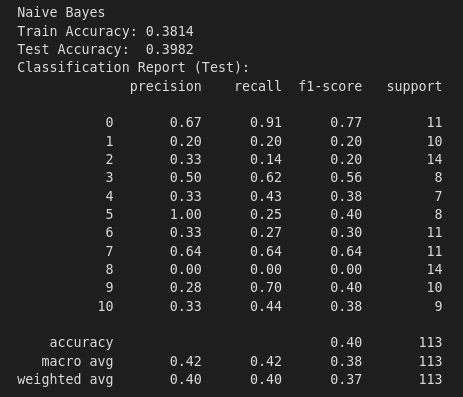 Naive Bayes
Train Accuracy: 0.3814
Test Accuracy:  0.3982
Classification Report (Test):
              precision    recall  f1-score   support

           0       0.67      0.91      0.77        11
           1       0.20      0.20      0.20        10
           2       0.33      0.14      0.20        14
           3       0.50      0.62      0.56         8
           4       0.33      0.43      0.38         7
           5       1.00      0.25      0.40         8
           6       0.33      0.27      0.30        11
           7       0.64      0.64      0.64        11
           8       0.00      0.00      0.00        14
           9       0.28      0.70      0.40        10
          10       0.33      0.44      0.38         9

    accuracy                           0.40       113
   macro avg       0.42      0.42      0.38       113
weighted avg       0.40      0.40      0.37       113